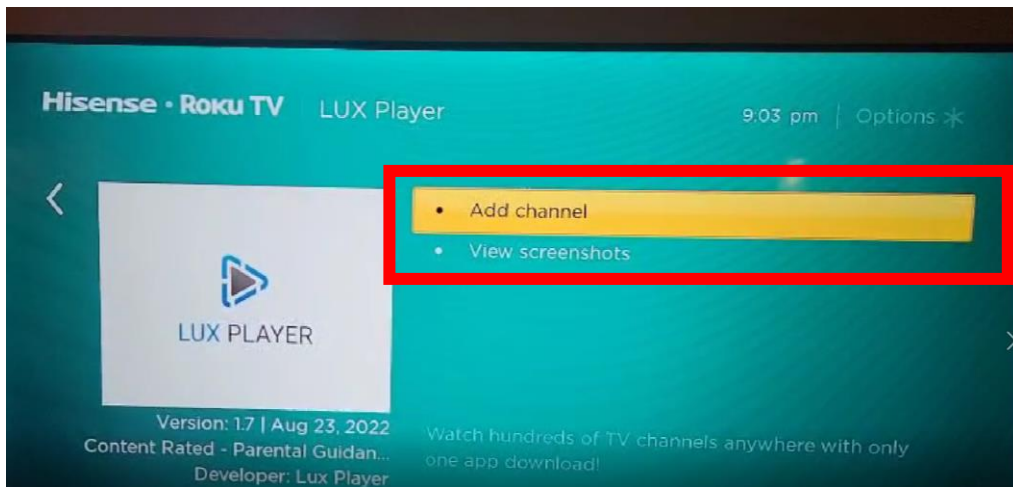 Hisense • Roku TV | LUX Player
9:03 pm | Options
• Add channel
• View screenshots
LUX PLAYER
Version: 1.7 | Aug 23, 2022
Content Rated - Parental Guidan...
Developer: Lux Player
Watch hundreds of TV channels anywhere with only
one app download!